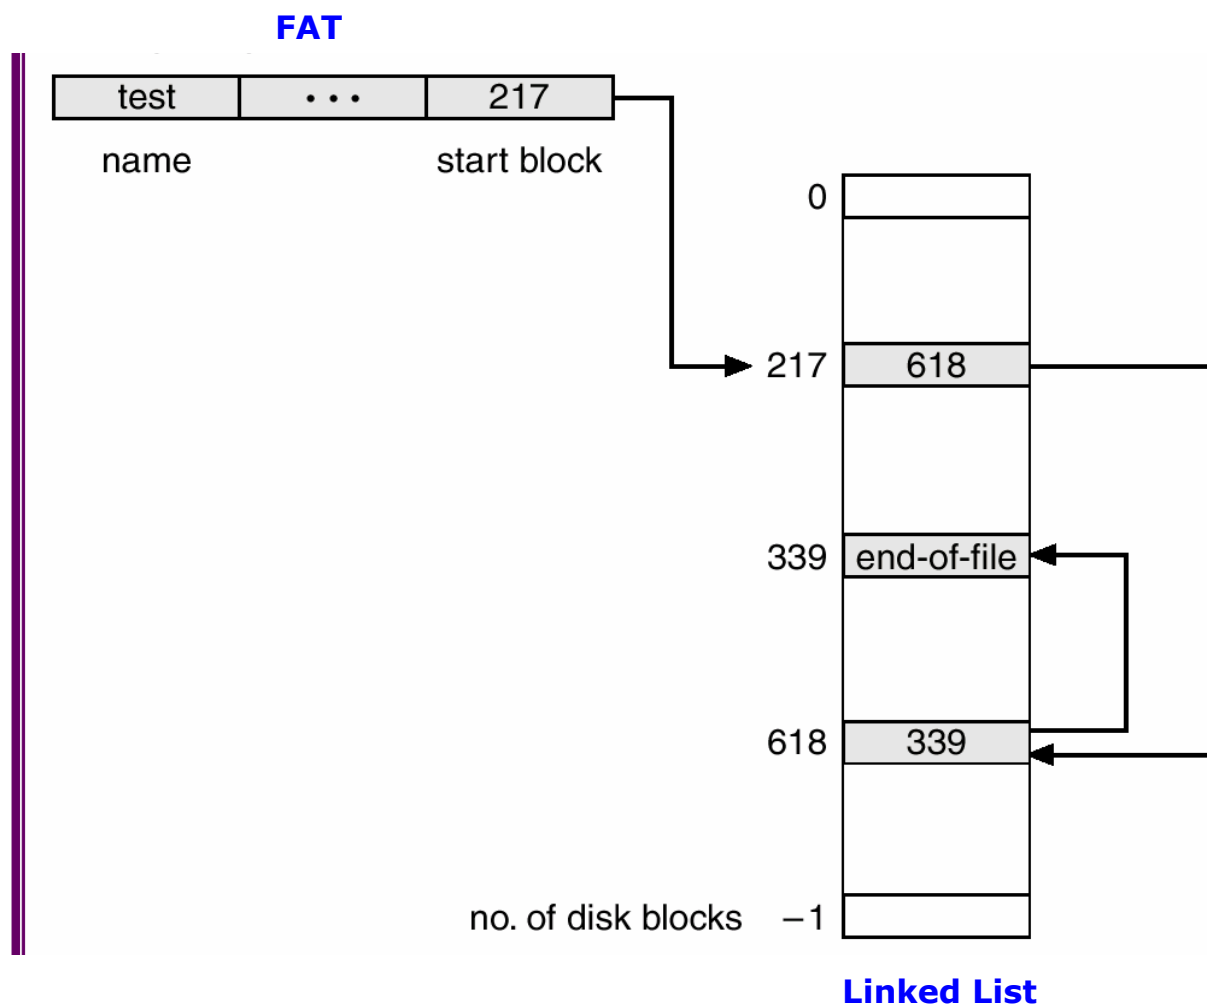 FAT
test
• • •
217
name
start block
0
217
618
339
end-of-file
618
339
no. of disk blocks −1
Linked List